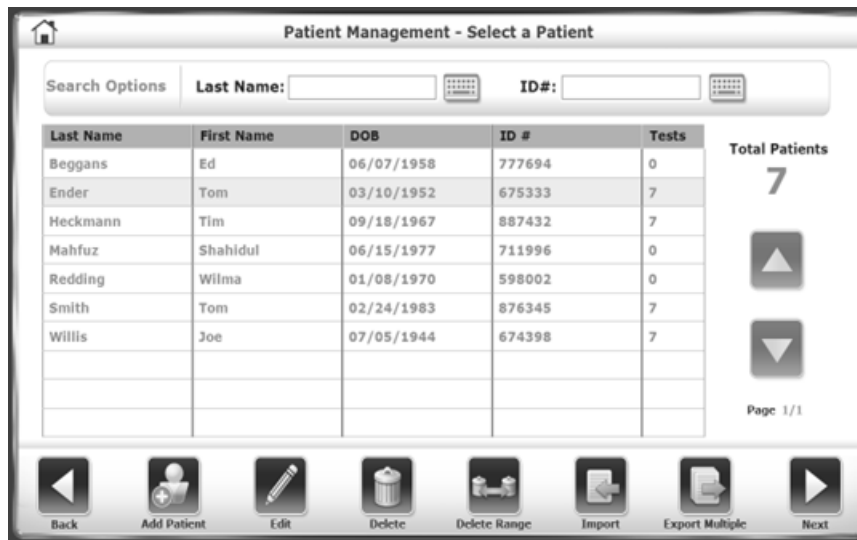 Patient Management - Select a Patient
Search Options Last Name: ID#:
Last Name First Name DOB ID # Tests
Beggans Ed 06/07/1958 777694 0
Ender Tom 03/10/1952 675333 7
Heckmann Tim 09/18/1967 887432 7
Mahfuz Shahidul 06/15/1977 711996 0
Redding Wilma 01/08/1970 598002 0
Smith Tom 02/24/1983 876345 7
Willis Joe 07/05/1944 674398 7
Total Patients
7
Page 1/1
Back Add Patient Edit Delete Delete Range Import Export Multiple Next